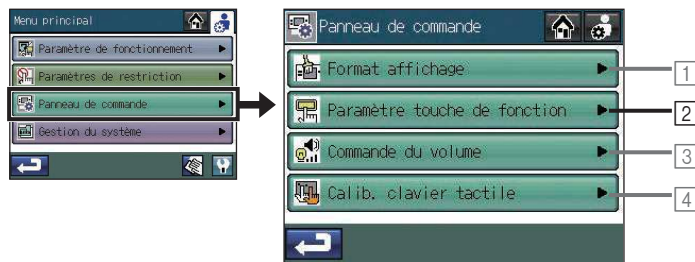 Menu principal
Paramètre de fonctionnement
Paramètres de restriction
Panneau de commande
Gestion du système
Panneau de commande
Format affichage
1
Paramètre touche de fonction
2
Commande du volume
3
Calib. clavier tactile
4